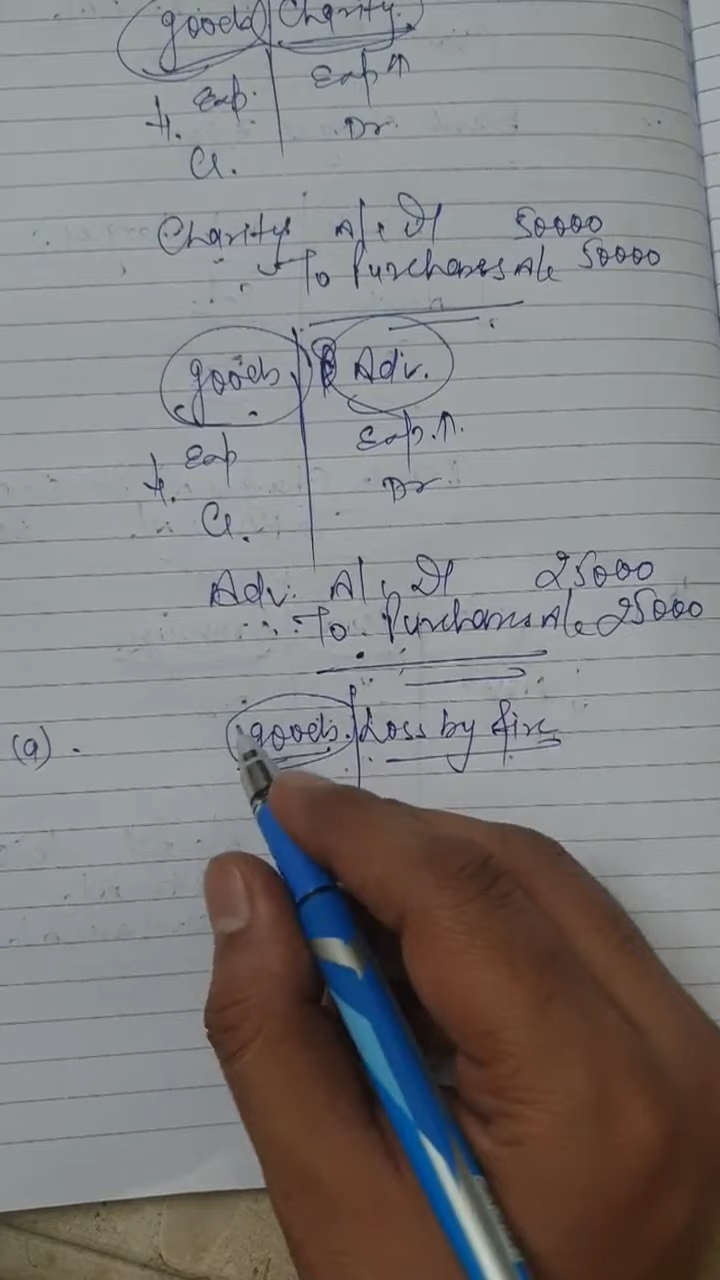 goods Charity
Exp. Exp ↑
Cr. Dr.
Charity A/c Dr 50000
To Purchases A/c 50000
goods Adv.
Exp Exp. ↑.
Cr. Dr.
Adv. A/c Dr 25000
To Purchases A/c 25000
(9). goods. Loss by fire